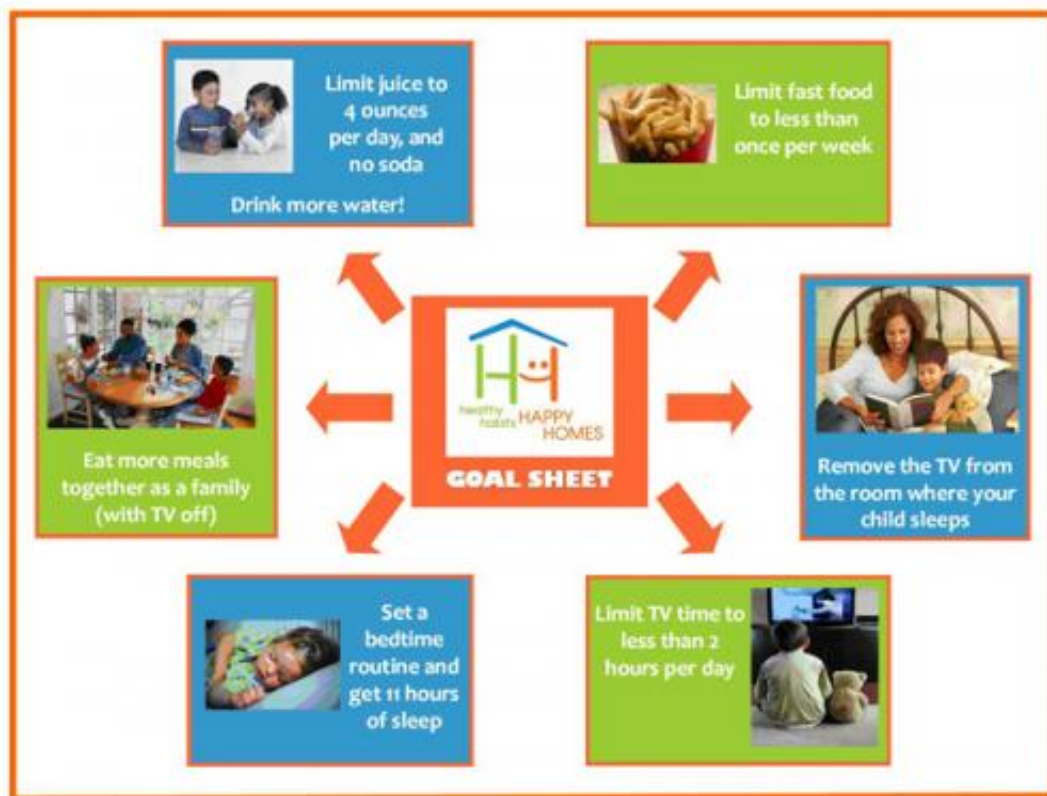 Limit juice to
4 ounces
per day, and
no soda
Drink more water!
Limit fast food
to less than
once per week
Eat more meals
together as a family
(with TV off)
healthy
habits
HAPPY
HOMES
GOAL SHEET
Remove the TV from
the room where your
child sleeps
Set a
bedtime
routine and
get 11 hours
of sleep
Limit TV time to
less than 2
hours per day